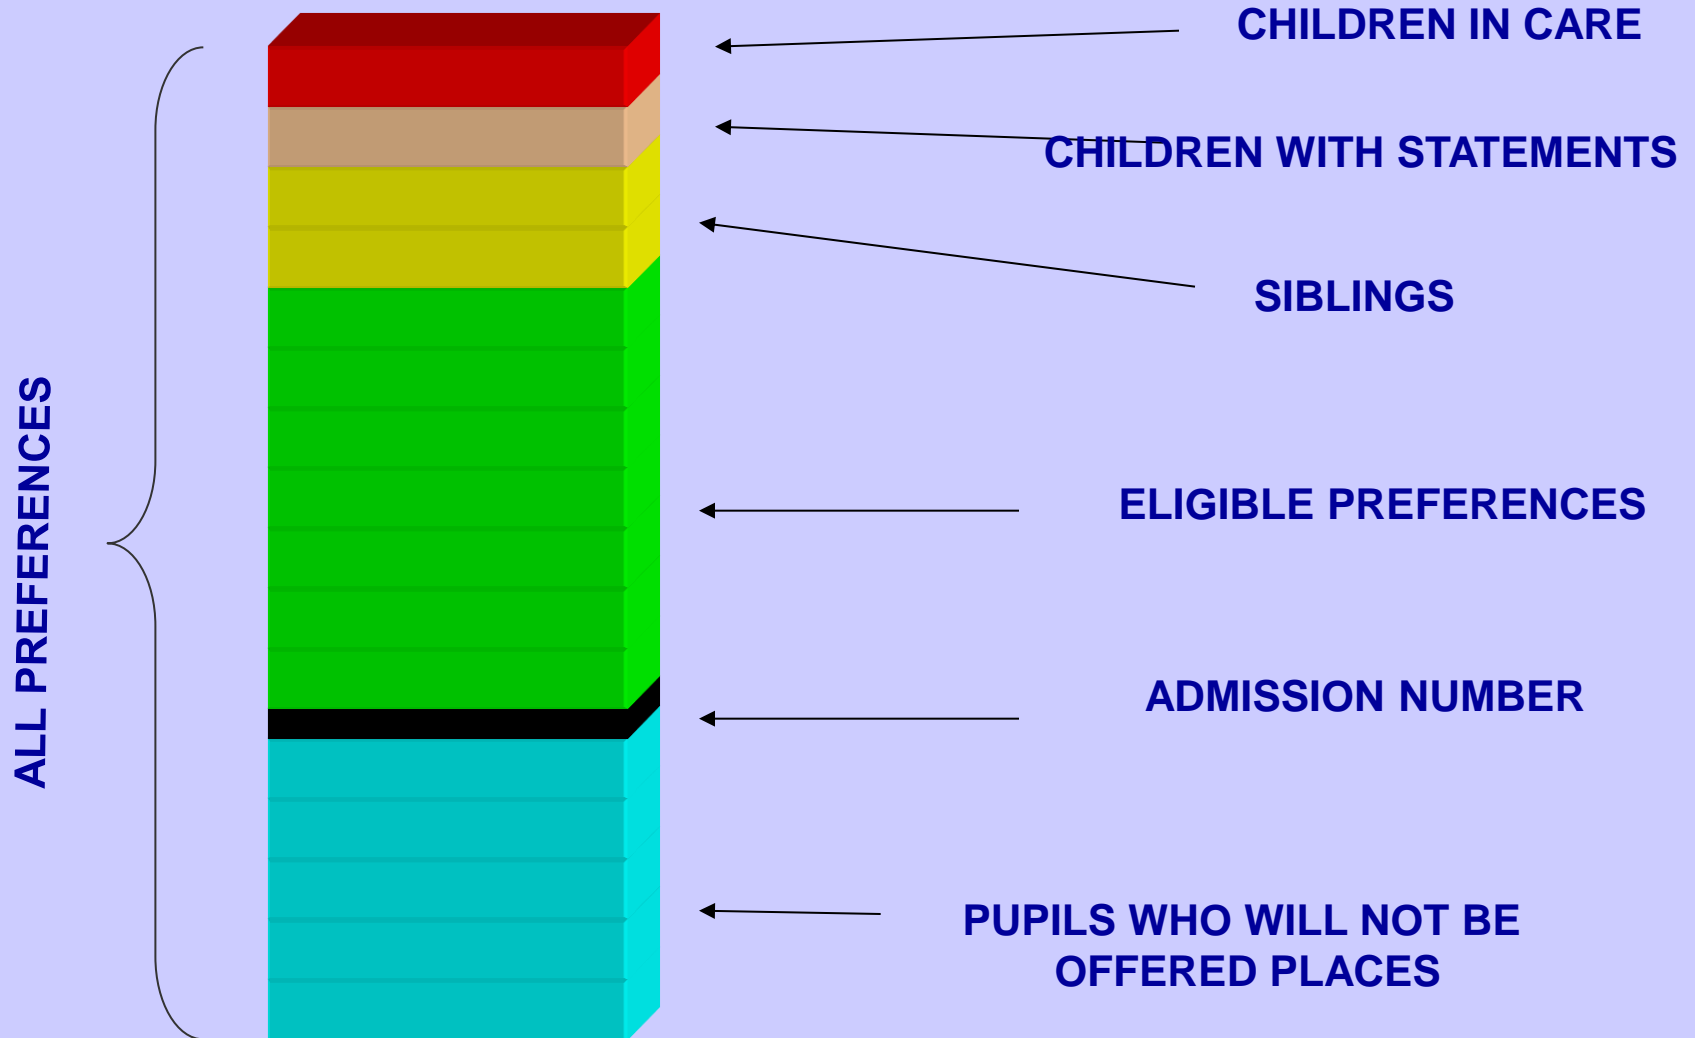 CHILDREN IN CARE
CHILDREN WITH STATEMENTS
SIBLINGS
ALL PREFERENCES
ELIGIBLE PREFERENCES
ADMISSION NUMBER
PUPILS WHO WILL NOT BE
OFFERED PLACES